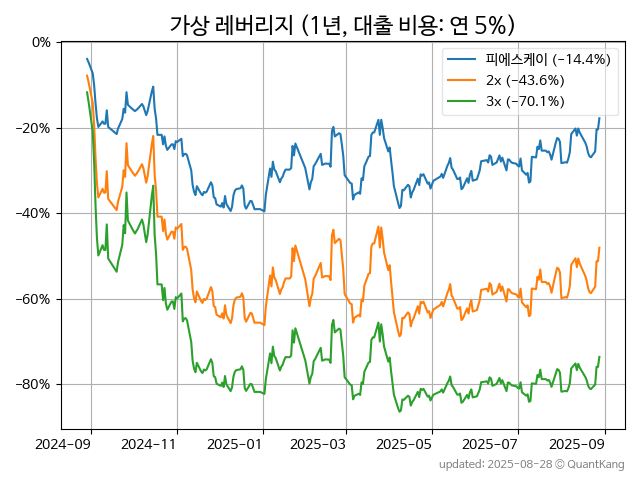 가상 레버리지 (1년, 대출 비용: 연 5%)
피에스케이 (−14.4%)
2x (−43.6%)
3x (−70.1%)
0%
−20%
−40%
−60%
−80%
2024-09 2024-11 2025-01 2025-03 2025-05 2025-07 2025-09
updated: 2025-08-28 © QuantKang